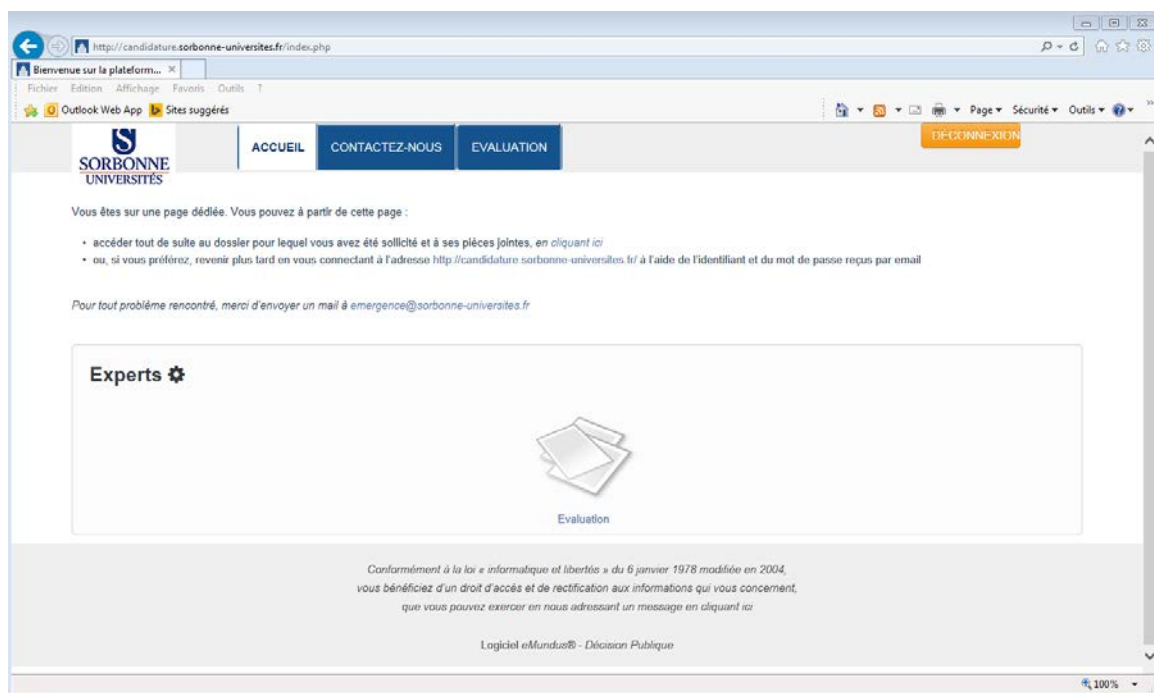 http://candidature.sorbonne-universites.fr/index.php
Bienvenue sur la plateform...
Fichier Edition Affichage Favoris Outils ?
Outlook Web App Sites suggérés
Page Sécurité Outils
SORBONNE
UNIVERSITÉS
ACCUEIL CONTACTEZ-NOUS EVALUATION
DÉCONNEXION
Vous êtes sur une page dédiée. Vous pouvez à partir de cette page :
• accéder tout de suite au dossier pour lequel vous avez été sollicité et à ses pièces jointes, en cliquant ici
• ou, si vous préférez, revenir plus tard en vous connectant à l'adresse http://candidature.sorbonne-universites.fr/ à l'aide de l'identifiant et du mot de passe reçus par email
Pour tout problème rencontré, merci d'envoyer un mail à emergence@sorbonne-universites.fr
Experts
Evaluation
Conformément à la loi « informatique et libertés » du 6 janvier 1978 modifiée en 2004,
vous bénéficiez d'un droit d'accès et de rectification aux informations qui vous concernent,
que vous pouvez exercer en nous adressant un message en cliquant ici
Logiciel eMundus® - Décision Publique
100%